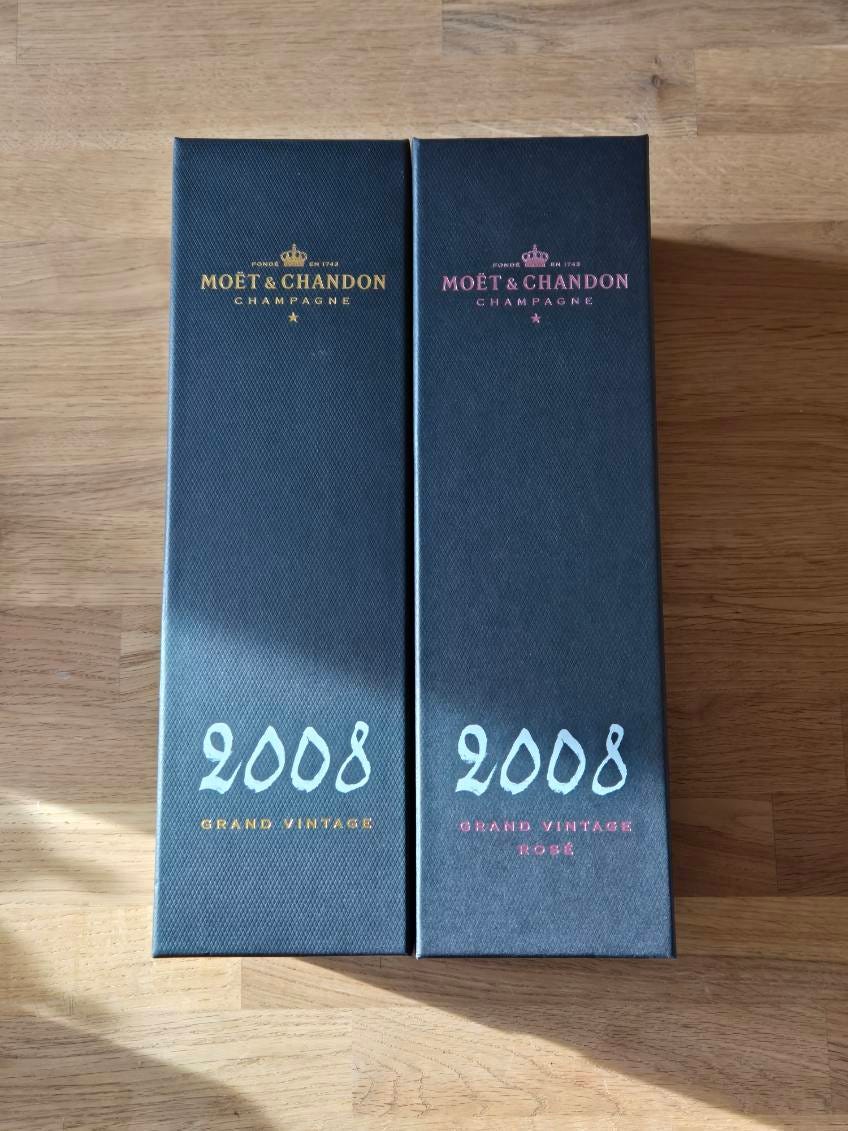 FONDÉ EN 1743
MOËT & CHANDON
CHAMPAGNE
2008
GRAND VINTAGE
FONDÉ EN 1743
MOËT & CHANDON
CHAMPAGNE
2008
GRAND VINTAGE
ROSÉ